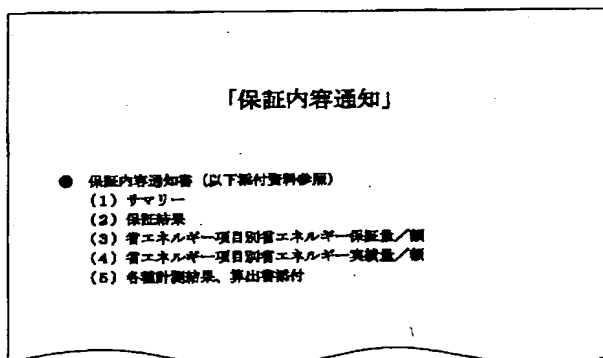 「保証内容通知」
● 保証内容通知書（以下添付資料参照）
（1）サマリー
（2）保証結果
（3）省エネルギー項目別省エネルギー保証量／額
（4）省エネルギー項目別省エネルギー実績量／額
（5）各種計測結果、算出書添付